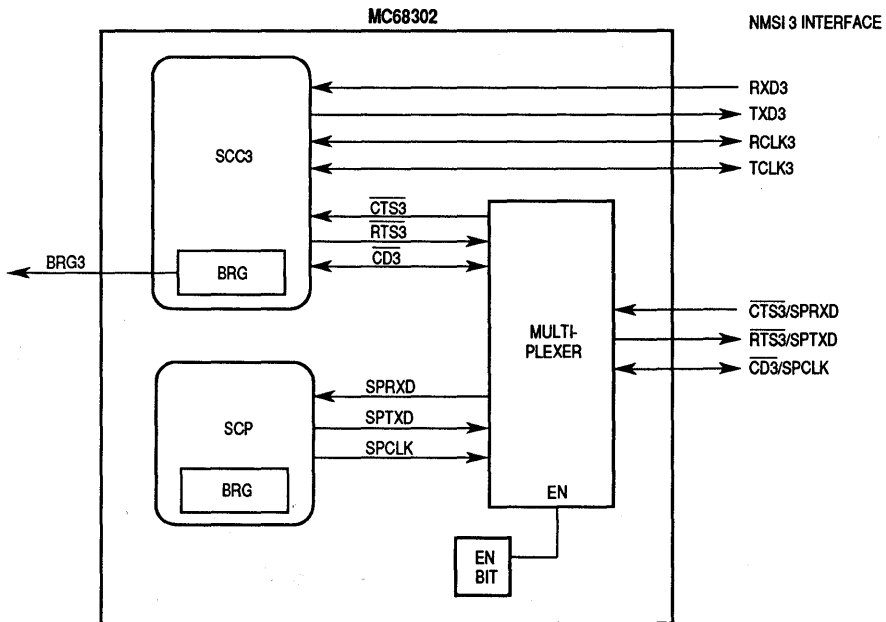 MC68302
NMSI 3 INTERFACE
RXD3
TXD3
RCLK3
TCLK3
SCC3
CTS3
RTS3
CD3
BRG3
BRG
MULTI-
PLEXER
CTS3/SPRXD
RTS3/SPTXD
CD3/SPCLK
SPRXD
SPTXD
SPCLK
SCP
BRG
EN
EN
BIT